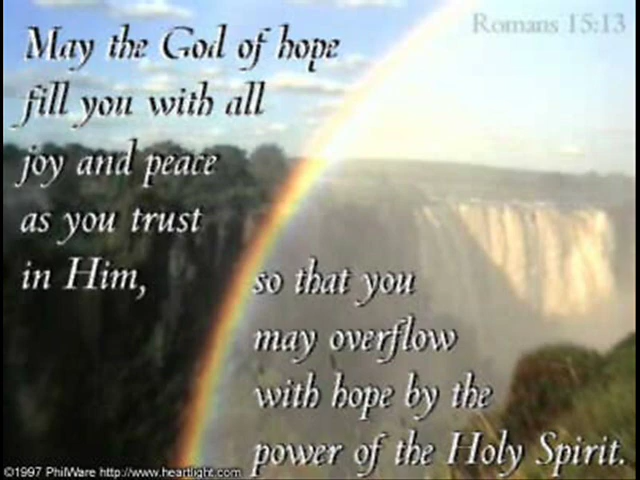 Romans 15:13
May the God of hope
fill you with all
joy and peace
as you trust
in Him,
so that you
may overflow
with hope by the
power of the Holy Spirit.
©1997 PhilWare http://www.heartlight.com